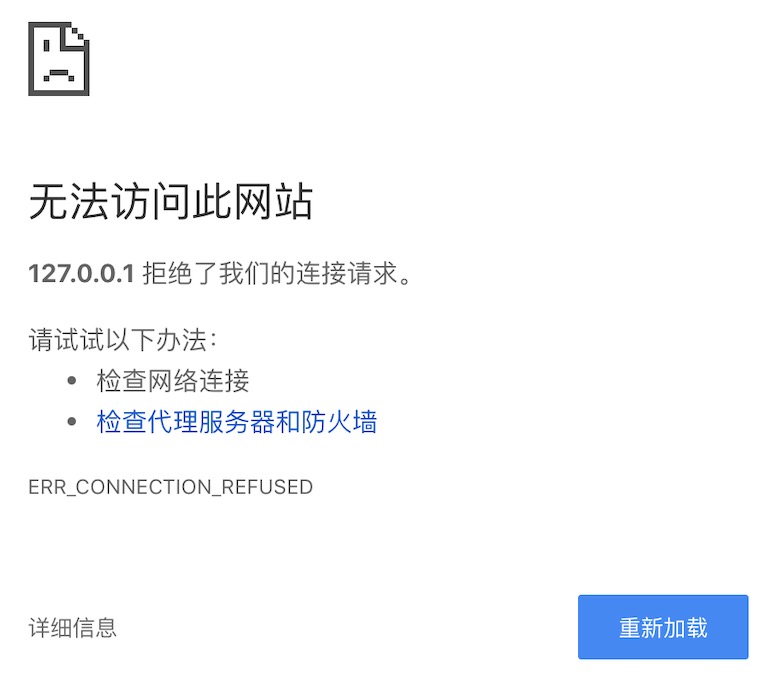 无法访问此网站
127.0.0.1 拒绝了我们的连接请求。
请试试以下办法：
• 检查网络连接
• 检查代理服务器和防火墙
ERR_CONNECTION_REFUSED
详细信息
重新加载